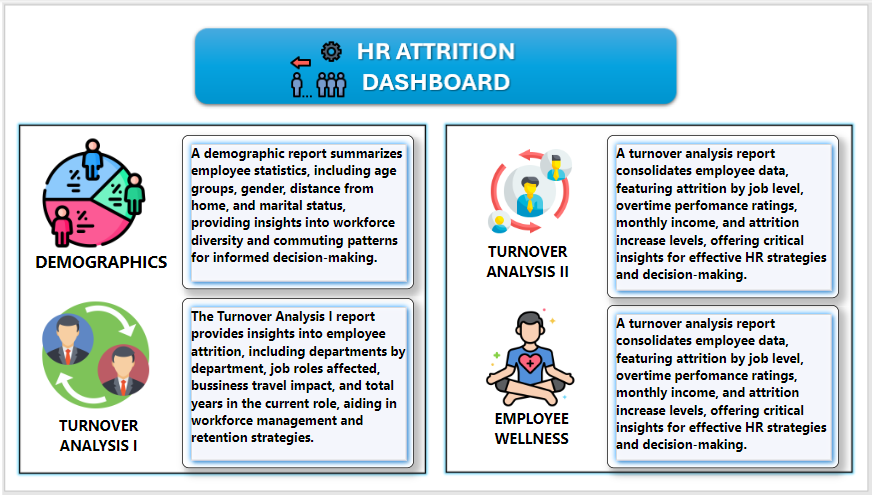 HR ATTRITION
DASHBOARD
A demographic report summarizes
employee statistics, including age
groups, gender, distance from
home, and marital status,
providing insights into workforce
diversity and commuting patterns
for informed decision-making.
DEMOGRAPHICS
The Turnover Analysis I report
provides insights into employee
attrition, including departments by
department, job roles affected,
bussiness travel impact, and total
years in the current role, aiding in
workforce management and
retention strategies.
TURNOVER
ANALYSIS I
A turnover analysis report
consolidates employee data,
featuring attrition by job level,
overtime perfomance ratings,
monthly income, and attrition
increase levels, offering critical
insights for effective HR strategies
and decision-making.
TURNOVER
ANALYSIS II
A turnover analysis report
consolidates employee data,
featuring attrition by job level,
overtime perfomance ratings,
monthly income, and attrition
increase levels, offering critical
insights for effective HR strategies
and decision-making.
EMPLOYEE
WELLNESS